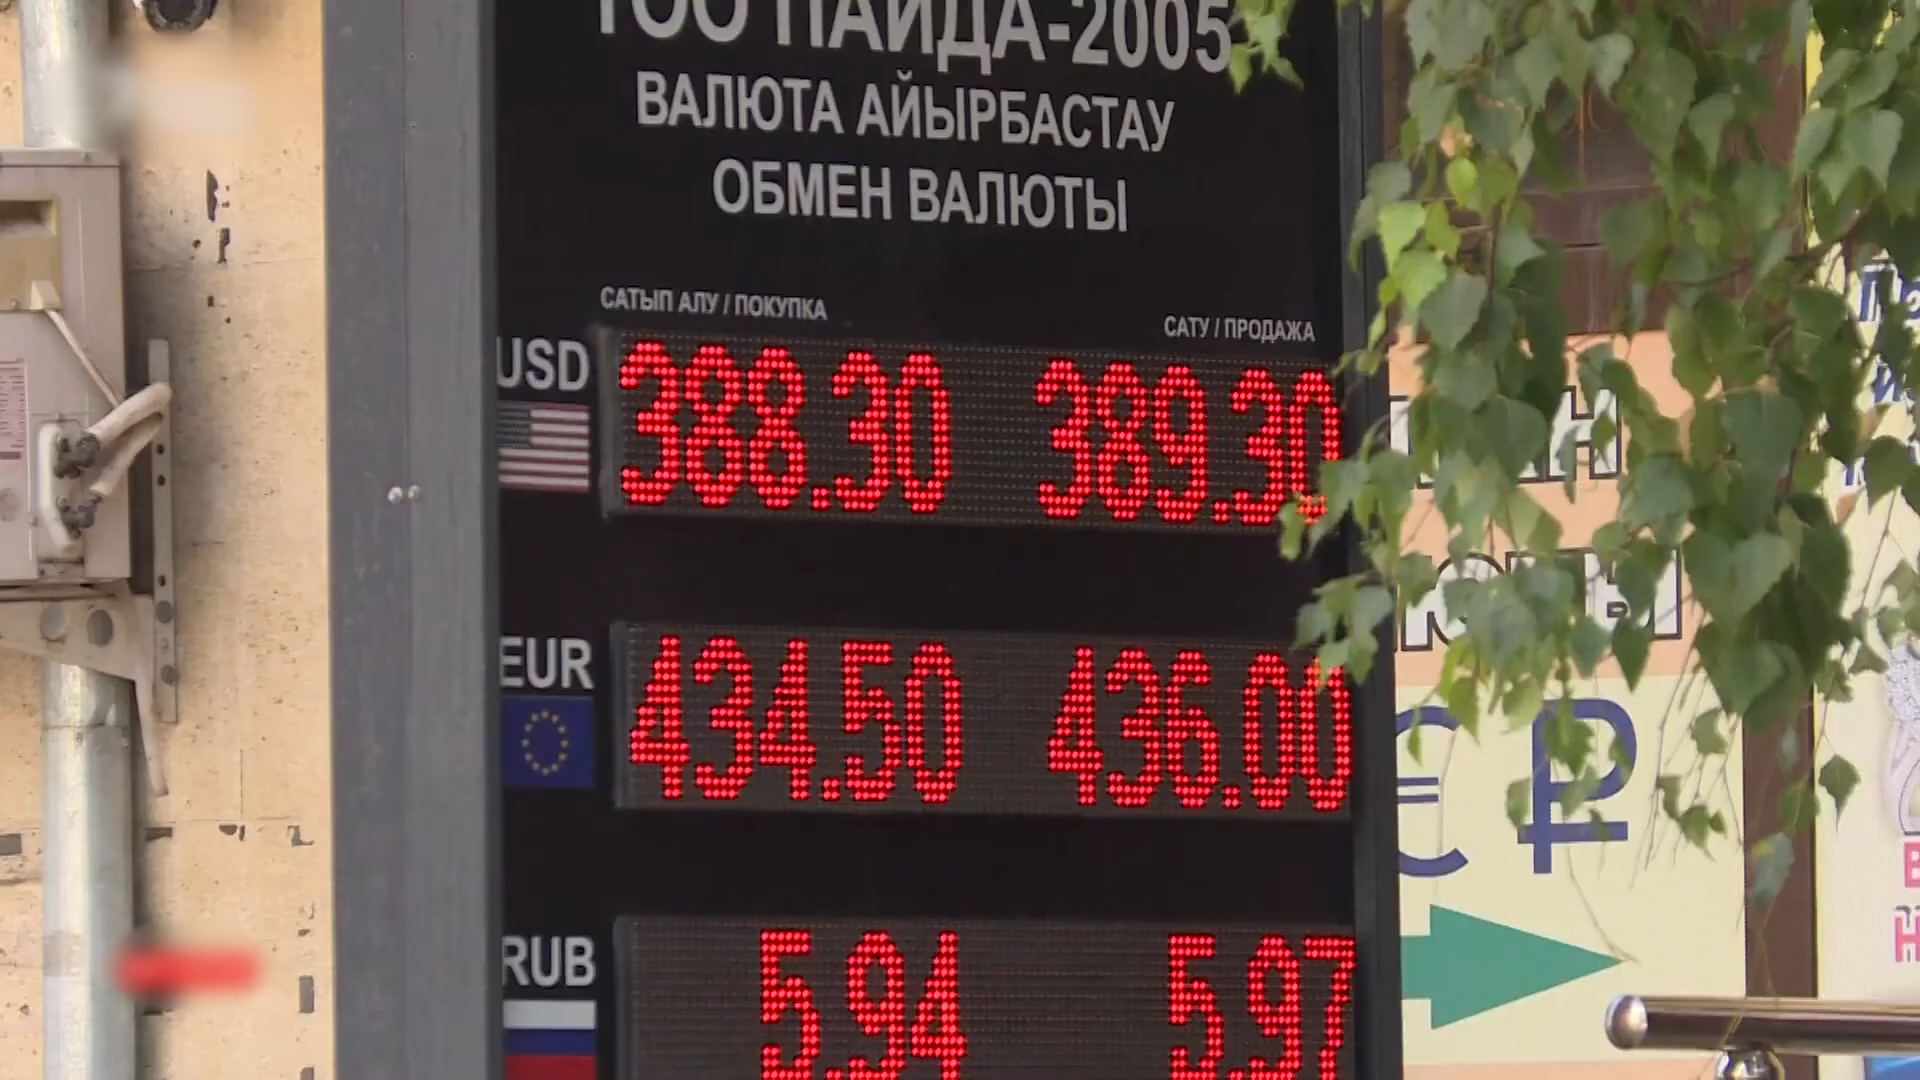 ТОО ПАЙДА-2005
ВАЛЮТА АЙЫРБАСТАУ
ОБМЕН ВАЛЮТЫ
САТЫП АЛУ / ПОКУПКА
САТУ / ПРОДАЖА
USD 388.30 389.30
EUR 434.50 436.00
RUB 5.94 5.97
€ ₽